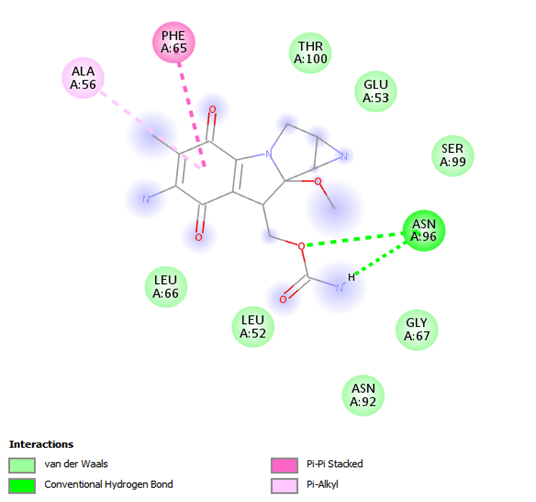 PHE
A:65
THR
A:100
ALA
A:56
GLU
A:53
O
N
N
SER
A:99
N
O
ASN
A:96
O
O
H
LEU
A:66
O
N
LEU
A:52
GLY
A:67
ASN
A:92
Interactions
van der Waals
Pi-Pi Stacked
Conventional Hydrogen Bond
Pi-Alkyl